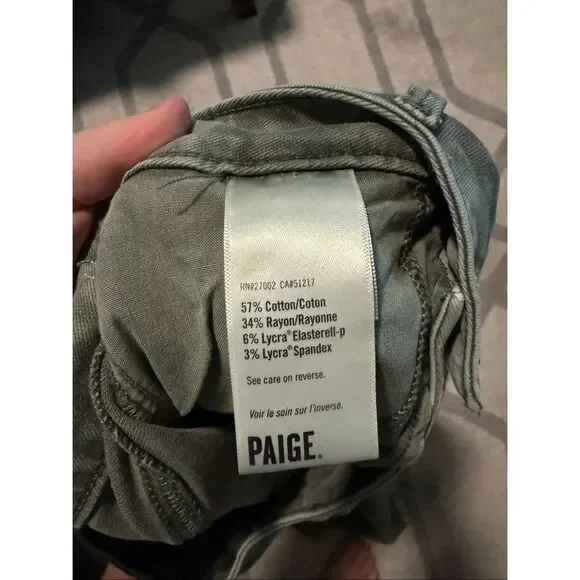 RN#27002 CA#51217
57% Cotton/Coton
34% Rayon/Rayonne
6% Lycra® Elasterell-p
3% Lycra® Spandex
See care on reverse.
Voir le soin sur l'inverse.
PAIGE®